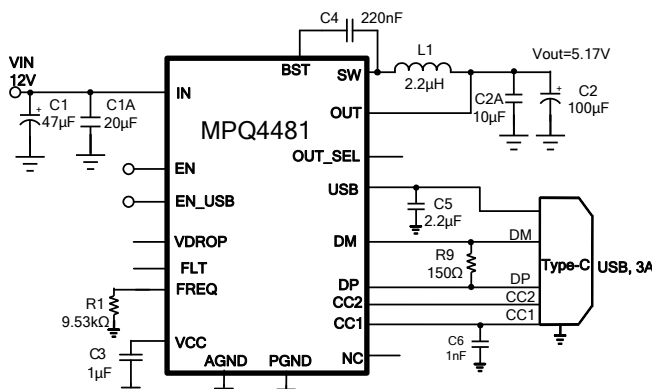 C4
220nF
VIN
12V
BST
SW
L1
2.2µH
Vout=5.17V
C1
47µF
C1A
20µF
IN
MPQ4481
OUT
C2A
10µF
C2
100µF
OUT_SEL
EN
EN_USB
USB
C5
2.2µF
VDROP
DM
DM
R9
150Ω
Type-C
USB, 3A
FLT
FREQ
DP
DP
R1
9.53kΩ
CC2
CC2
CC1
CC1
VCC
C3
1µF
AGND
PGND
NC
C6
1nF